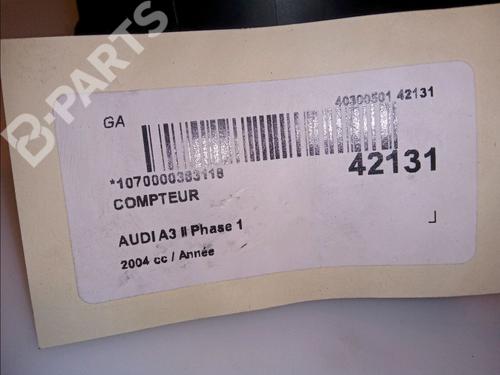 B-PARTS
GA
40300501 42131
*1070000383118
42131
COMPTEUR
AUDI A3 II Phase 1
2004 cc / Année